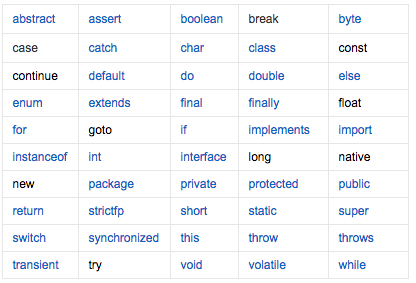 abstract assert boolean break byte
case catch char class const
continue default do double else
enum extends final finally float
for goto if implements import
instanceof int interface long native
new package private protected public
return strictfp short static super
switch synchronized this throw throws
transient try void volatile while